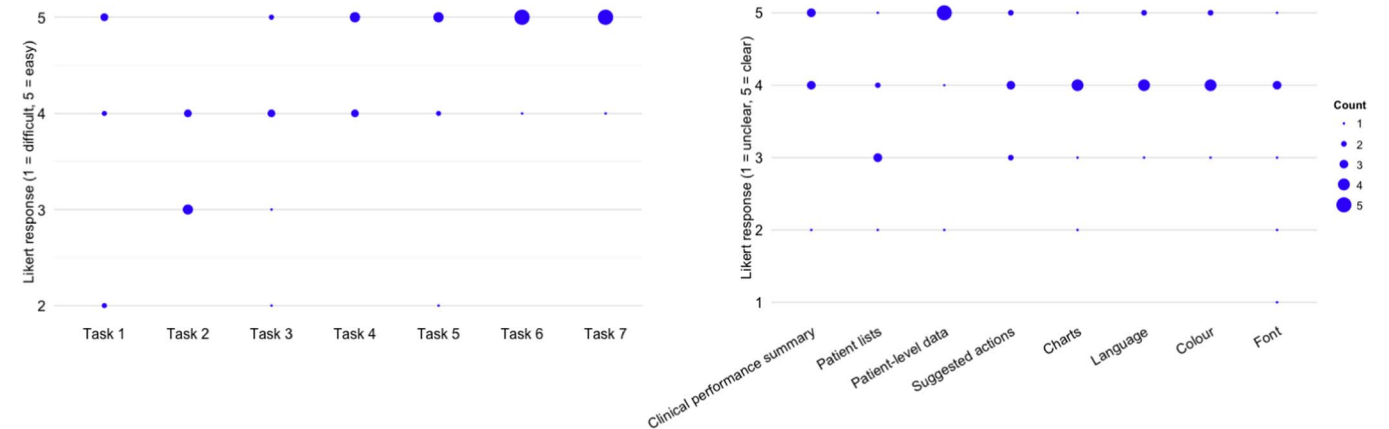 Likert response (1 = difficult, 5 = easy)
5
4
3
2
Task 1 Task 2 Task 3 Task 4 Task 5 Task 6 Task 7
Likert response (1 = unclear, 5 = clear)
5
4
3
2
1
Clinical performance summary
Patient lists
Patient-level data
Suggested actions
Charts
Language
Colour
Font
Count
1
2
3
4
5